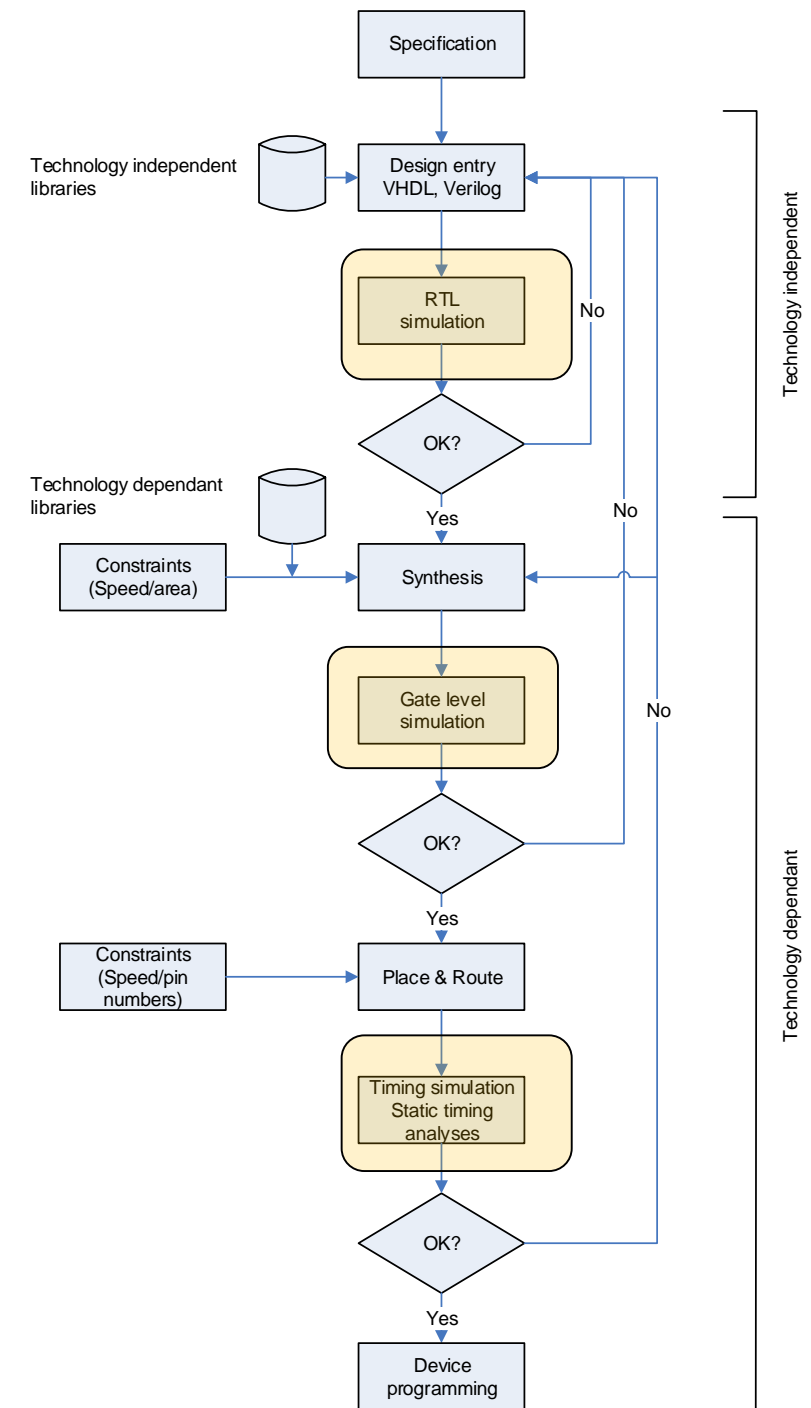 Specification
Technology independent
libraries
Design entry
VHDL, Verilog
Technology independent
RTL
simulation
No
OK?
Technology dependant
libraries
Yes
No
Constraints
(Speed/area)
Synthesis
Gate level
simulation
No
OK?
Technology dependant
Yes
Constraints
(Speed/pin
numbers)
Place & Route
Timing simulation
Static timing
analyses
OK?
Yes
Device
programming